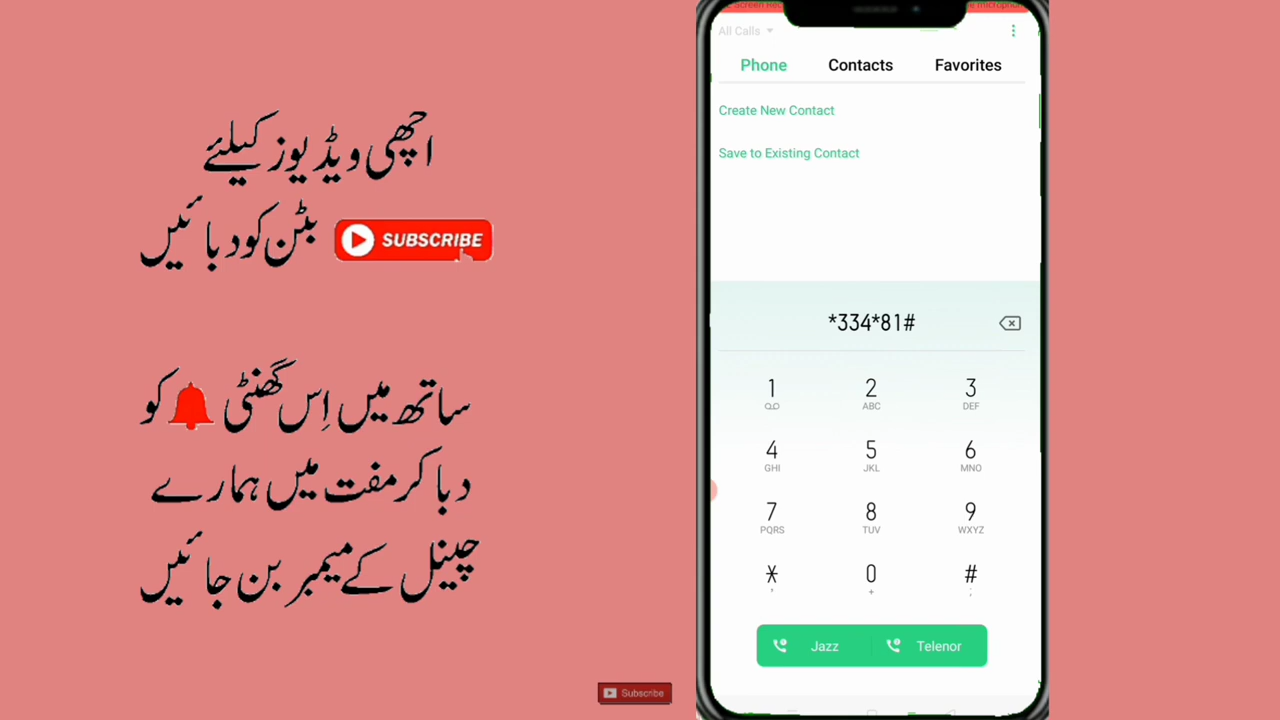 اچھی ویڈیوز کیلئے
SUBSCRIBE بٹن کو دبائیں
ساتھ میں اِس گھنٹی کو
دبا کر مفت میں ہمارے
چینل کے میمبر بن جائیں
Subscribe
All Calls
Phone Contacts Favorites
Create New Contact
Save to Existing Contact
*334*81#
1 2 3
ABC DEF
4 5 6
GHI JKL MNO
7 8 9
PQRS TUV WXYZ
* 0 #
, + ;
Jazz Telenor